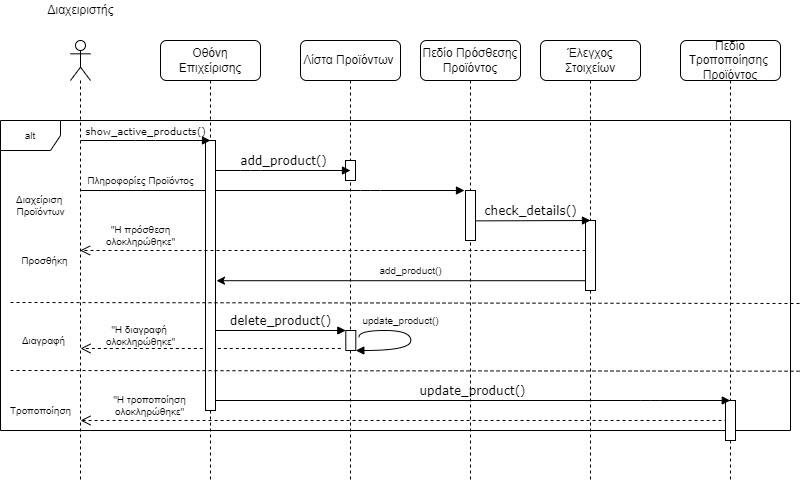 Διαχειριστής
Οθόνη
Επιχείρισης
Λίστα Προϊόντων
Πεδίο Πρόσθεσης
Προϊόντος
Έλεγχος
Στοιχείων
Πεδίο
Τροποποίησης
Προϊόντος
alt
show_active_products()
add_product()
Πληροφορίες Προϊόντος
Διαχείριση
Προϊόντων
check_details()
"Η πρόσθεση
ολοκληρώθηκε"
Προσθήκη
add_product()
delete_product()
update_product()
Διαγραφή
"Η διαγραφή
ολοκληρώθηκε"
update_product()
Τροποποίηση
"Η τροποποίηση
ολοκληρώθηκε"